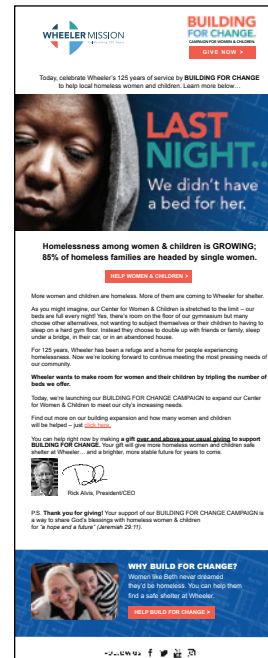 WHEELER MISSION
BUILDING
FOR CHANGE.
CAMPAIGN FOR WOMEN & CHILDREN
GIVE NOW >
Today, celebrate Wheeler's 125 years of service by BUILDING FOR CHANGE
to help local homeless women and children. Learn more below…
LAST
NIGHT..
We didn't have
a bed for her.
Homelessness among women & children is GROWING;
85% of homeless families are headed by single women.
HELP WOMEN & CHILDREN >
More women and children are homeless. More of them are coming to Wheeler for shelter.
As you might imagine, our Center for Women & Children is stretched to the limit – our
beds are full every night! Yes, there's room on the floor of our gymnasium but many
choose other alternatives, not wanting to subject themselves or their children to having to
sleep on a hard gym floor. Instead they choose to double up with friends or family, sleep
under a bridge, in their car, or in an abandoned house.
For 125 years, Wheeler has been a refuge and a home for people experiencing
homelessness. Now we're looking forward to continue meeting the most pressing needs of
our community.
Wheeler wants to make room for women and their children by tripling the number of
beds we offer.
Today, we're launching our BUILDING FOR CHANGE CAMPAIGN to expand our Center
for Women & Children to meet our city's increasing needs.
Find out more on our building expansion and how many women and children
will be helped – just click here.
You can help right now by making a gift over and above your usual giving to support
BUILDING FOR CHANGE. Your gift will give more homeless women and children safe
shelter at Wheeler… and a brighter, more stable future for years to come.
Rick Alvis, President/CEO
P.S. Thank you for giving! Your support of our BUILDING FOR CHANGE CAMPAIGN is
a way to share God's blessings with homeless women & children
for "a hope and a future" (Jeremiah 29:11).
WHY BUILD FOR CHANGE?
Women like Beth never dreamed
they'd be homeless. You can help them
find a safe shelter at Wheeler.
HELP BUILD FOR CHANGE >